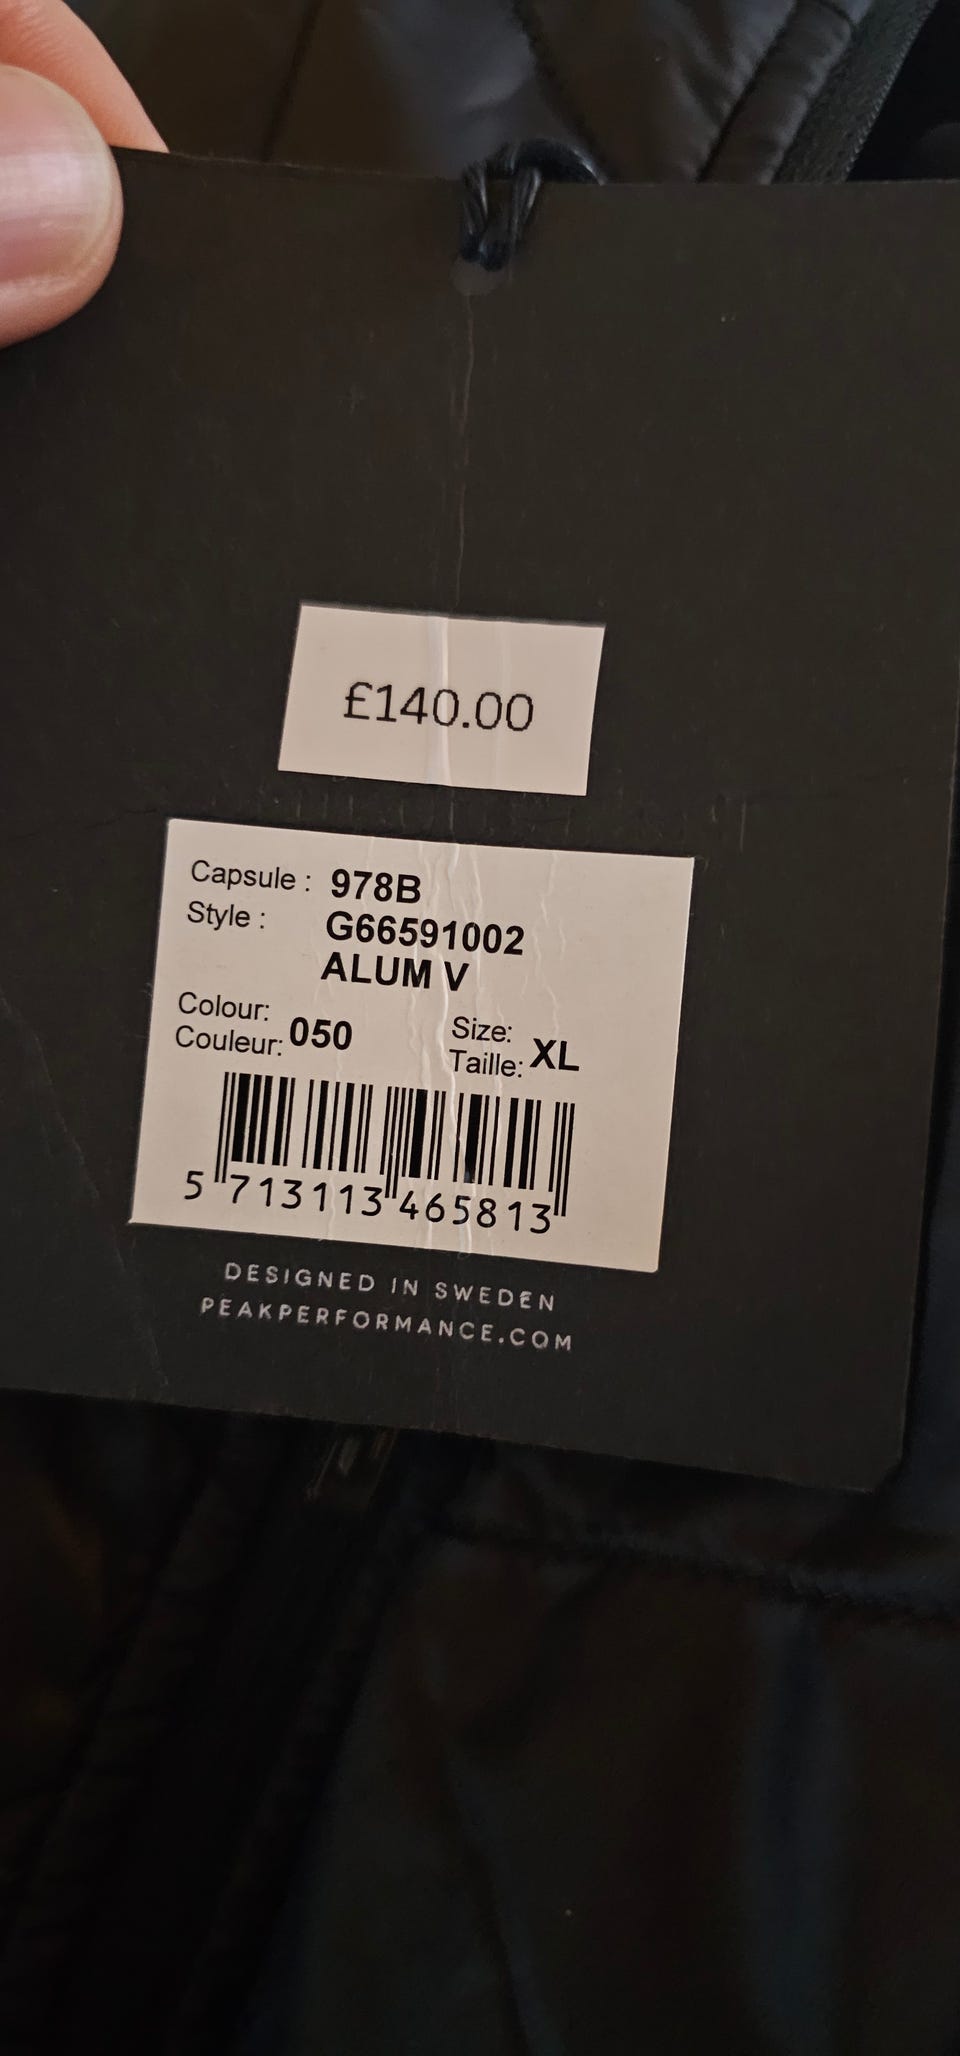 £140.00
Capsule : 978B
Style : G66591002
ALUM V
Colour:
Couleur: 050
Size:
Taille: XL
5 713113 465813
DESIGNED IN SWEDEN
PEAKPERFORMANCE.COM